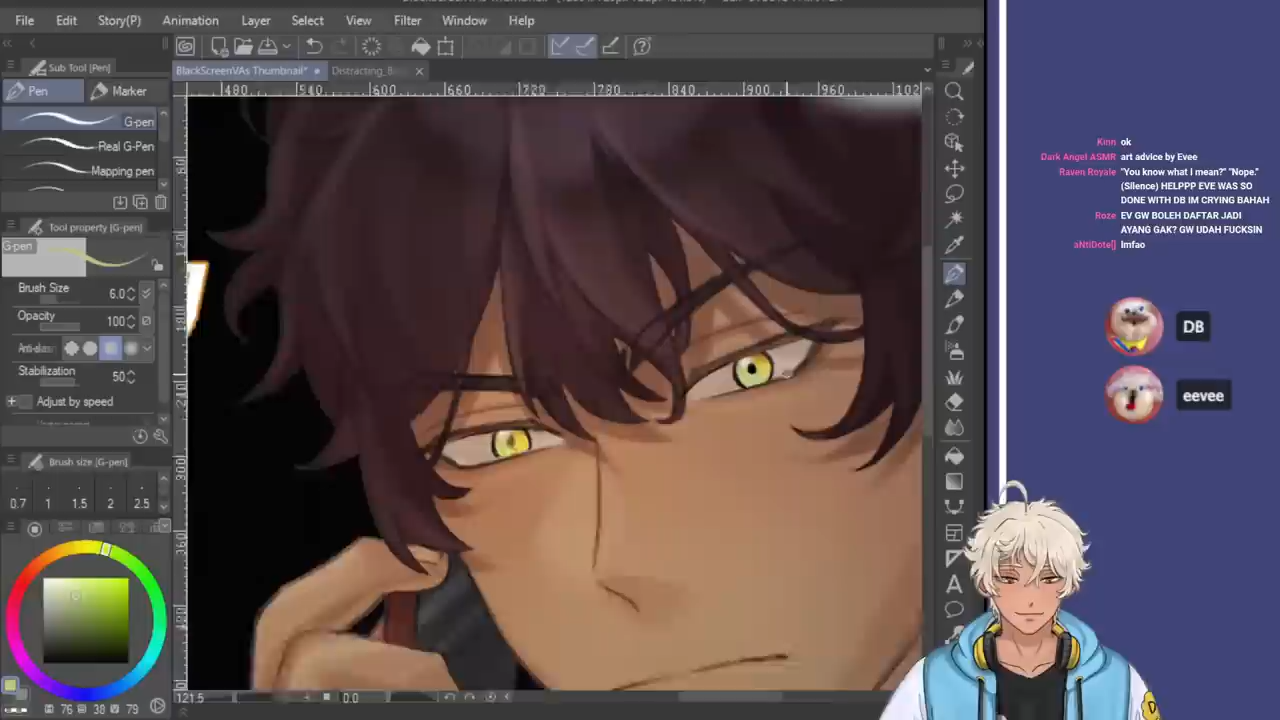 File Edit Story(P) Animation Layer Select View Filter Window Help
Sub Tool [Pen]
BlackScreenVAs Thumbnail* Distracting_
Pen Marker
G-pen
Real G-Pen
Mapping pen
Tool property [G-pen]
G-pen
Brush Size 6.0
Opacity 100
Anti-alias
Stabilization 50
Adjust by speed
Brush size [G-pen]
0.7 1 1.5 2 2.5
76 38 79
480 540 600 660 720 780 840 900 960 102
121.5 0.0
Kinn ok
Dark Angel ASMR art advice by Evee
Raven Royale "You know what I mean?" "Nope."
(Silence) HELPPP EVE WAS SO
DONE WITH DB IM CRYING BAHAH
Roze EV GW BOLEH DAFTAR JADI
AYANG GAK? GW UDAH FUCKSIN
aNtiDote[] lmfao
DB
eevee